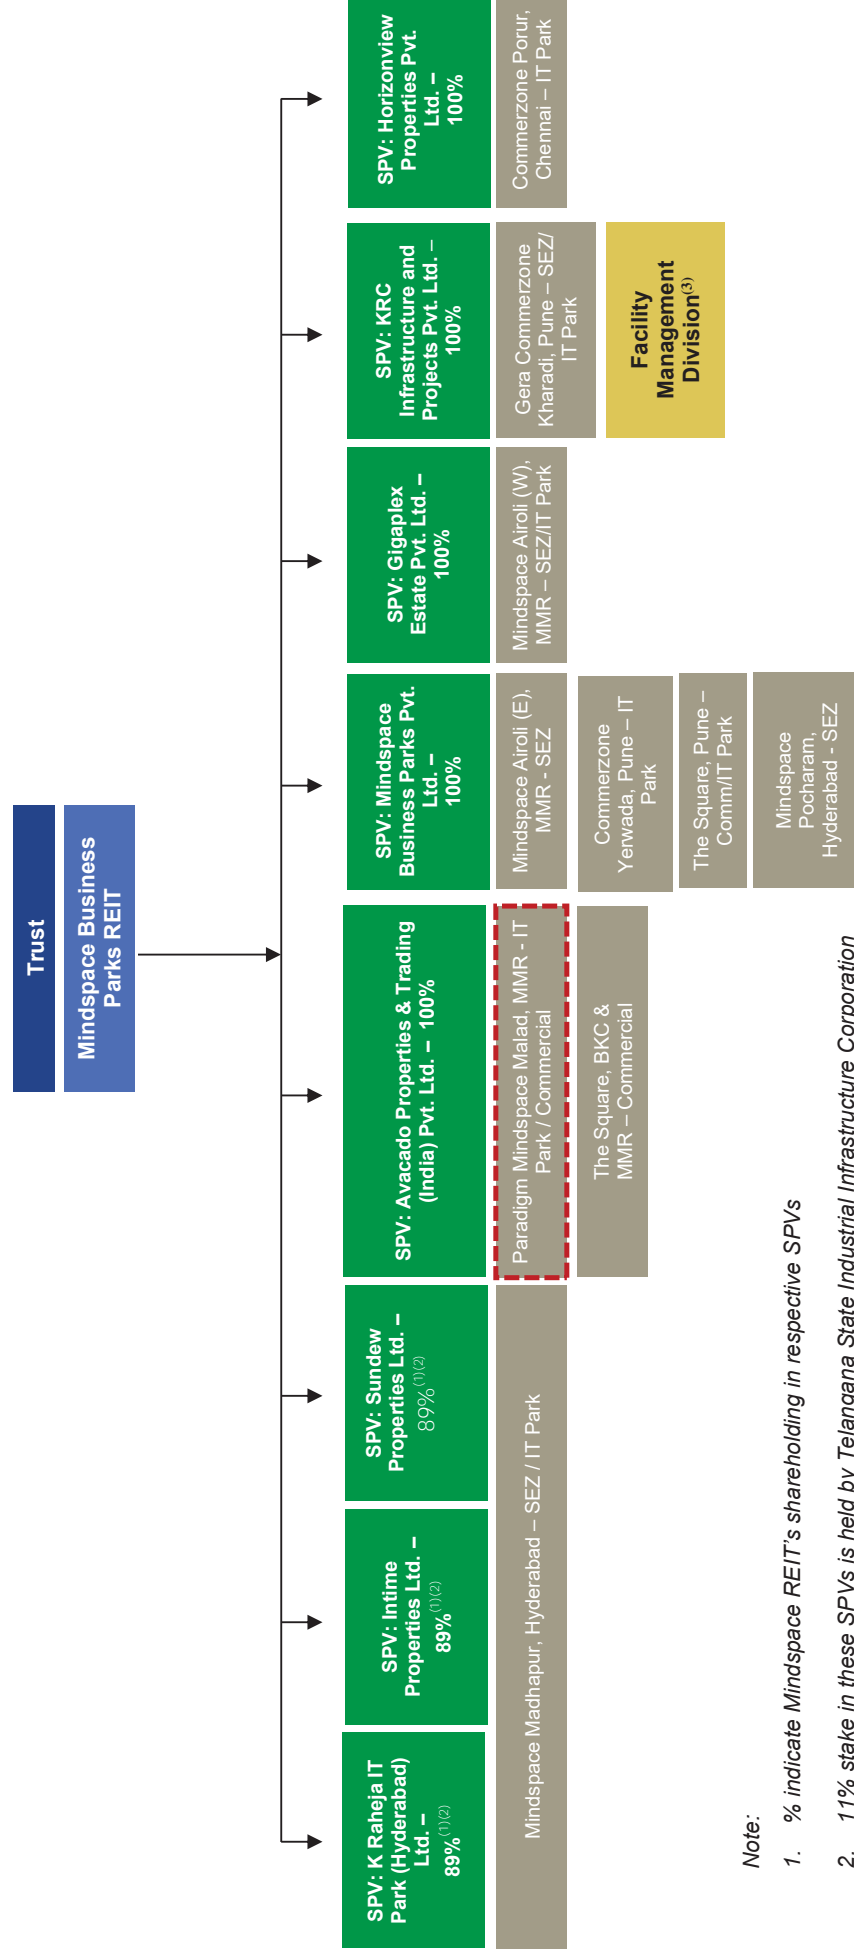 Trust
Mindspace Business
Parks REIT
SPV: K Raheja IT
Park (Hyderabad)
Ltd. –
89%(1)(2)
SPV: Intime
Properties Ltd. –
89%(1)(2)
SPV: Sundew
Properties Ltd. –
89%(1)(2)
SPV: Avacado Properties & Trading
(India) Pvt. Ltd. – 100%
SPV: Mindspace
Business Parks Pvt.
Ltd. –
100%
SPV: Gigaplex
Estate Pvt. Ltd. –
100%
SPV: KRC
Infrastructure and
Projects Pvt. Ltd. –
100%
SPV: Horizonview
Properties Pvt.
Ltd. –
100%
Mindspace Madhapur, Hyderabad – SEZ / IT Park
Paradigm Mindspace Malad, MMR - IT
Park / Commercial
The Square, BKC &
MMR – Commercial
Mindspace Airoli (E),
MMR - SEZ
Commerzone
Yerwada, Pune – IT
Park
The Square, Pune –
Comm/IT Park
Mindspace
Pocharam,
Hyderabad - SEZ
Mindspace Airoli (W),
MMR – SEZ/IT Park
Gera Commerzone
Kharadi, Pune – SEZ/
IT Park
Facility
Management
Division(3)
Commerzone Porur,
Chennai – IT Park
Note:
1. % indicate Mindspace REIT's shareholding in respective SPVs
2. 11% stake in these SPVs is held by Telangana State Industrial Infrastructure Corporation